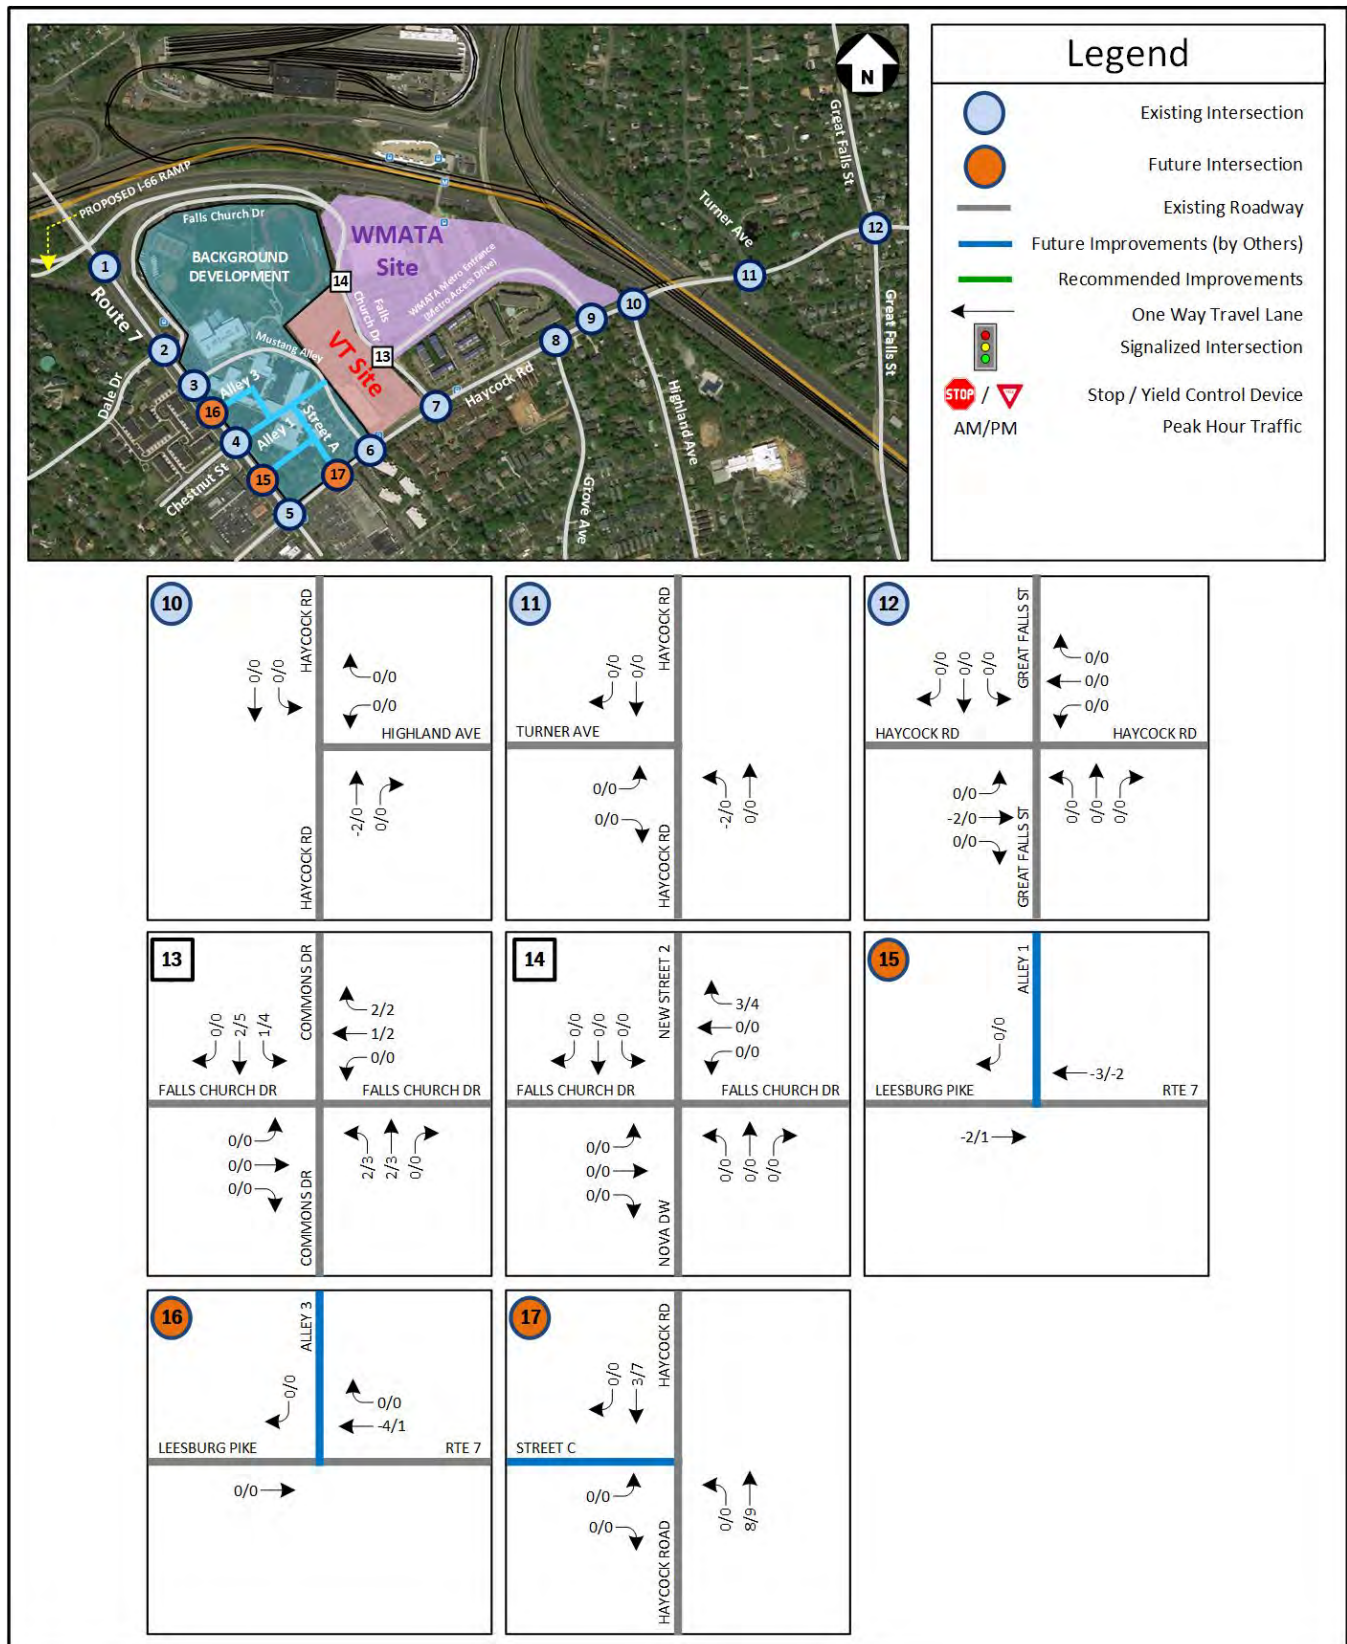 N
PROPOSED I-66 RAMP
Falls Church Dr
BACKGROUND
DEVELOPMENT
WMATA
Site
WMATA Metro Entrance
(Metro Access Drive)
Falls
Church Dr
VT Site
Mustang Alley
Alley 3
Alley 1
Street A
Route 7
Dale Dr
Chestnut St
Haycock Rd
Grove Ave
Highland Ave
Turner Ave
Great Falls St
Great Falls St
1
2
3
16
4
15
5
17
6
7
13
14
8
9
10
11
12
Legend
Existing Intersection
Future Intersection
Existing Roadway
Future Improvements (by Others)
Recommended Improvements
One Way Travel Lane
Signalized Intersection
STOP / Stop / Yield Control Device
AM/PM Peak Hour Traffic
10
HAYCOCK RD
0/0
0/0
0/0
0/0
HIGHLAND AVE
HAYCOCK RD
-2/0
0/0
11
HAYCOCK RD
0/0
0/0
TURNER AVE
0/0
0/0
HAYCOCK RD
-2/0
0/0
12
GREAT FALLS ST
0/0
0/0
0/0
0/0
0/0
0/0
HAYCOCK RD
HAYCOCK RD
0/0
-2/0
0/0
GREAT FALLS ST
0/0
0/0
0/0
13
COMMONS DR
0/0
2/5
1/4
2/2
1/2
0/0
FALLS CHURCH DR
FALLS CHURCH DR
0/0
0/0
0/0
COMMONS DR
2/3
2/3
0/0
14
NEW STREET 2
0/0
0/0
0/0
3/4
0/0
0/0
FALLS CHURCH DR
FALLS CHURCH DR
0/0
0/0
0/0
NOVA DW
0/0
0/0
0/0
15
ALLEY 1
0/0
-3/-2
LEESBURG PIKE
RTE 7
-2/1
16
ALLEY 3
0/0
0/0
-4/1
LEESBURG PIKE
RTE 7
0/0
17
HAYCOCK RD
0/0
3/7
STREET C
0/0
0/0
HAYCOCK ROAD
0/0
8/9